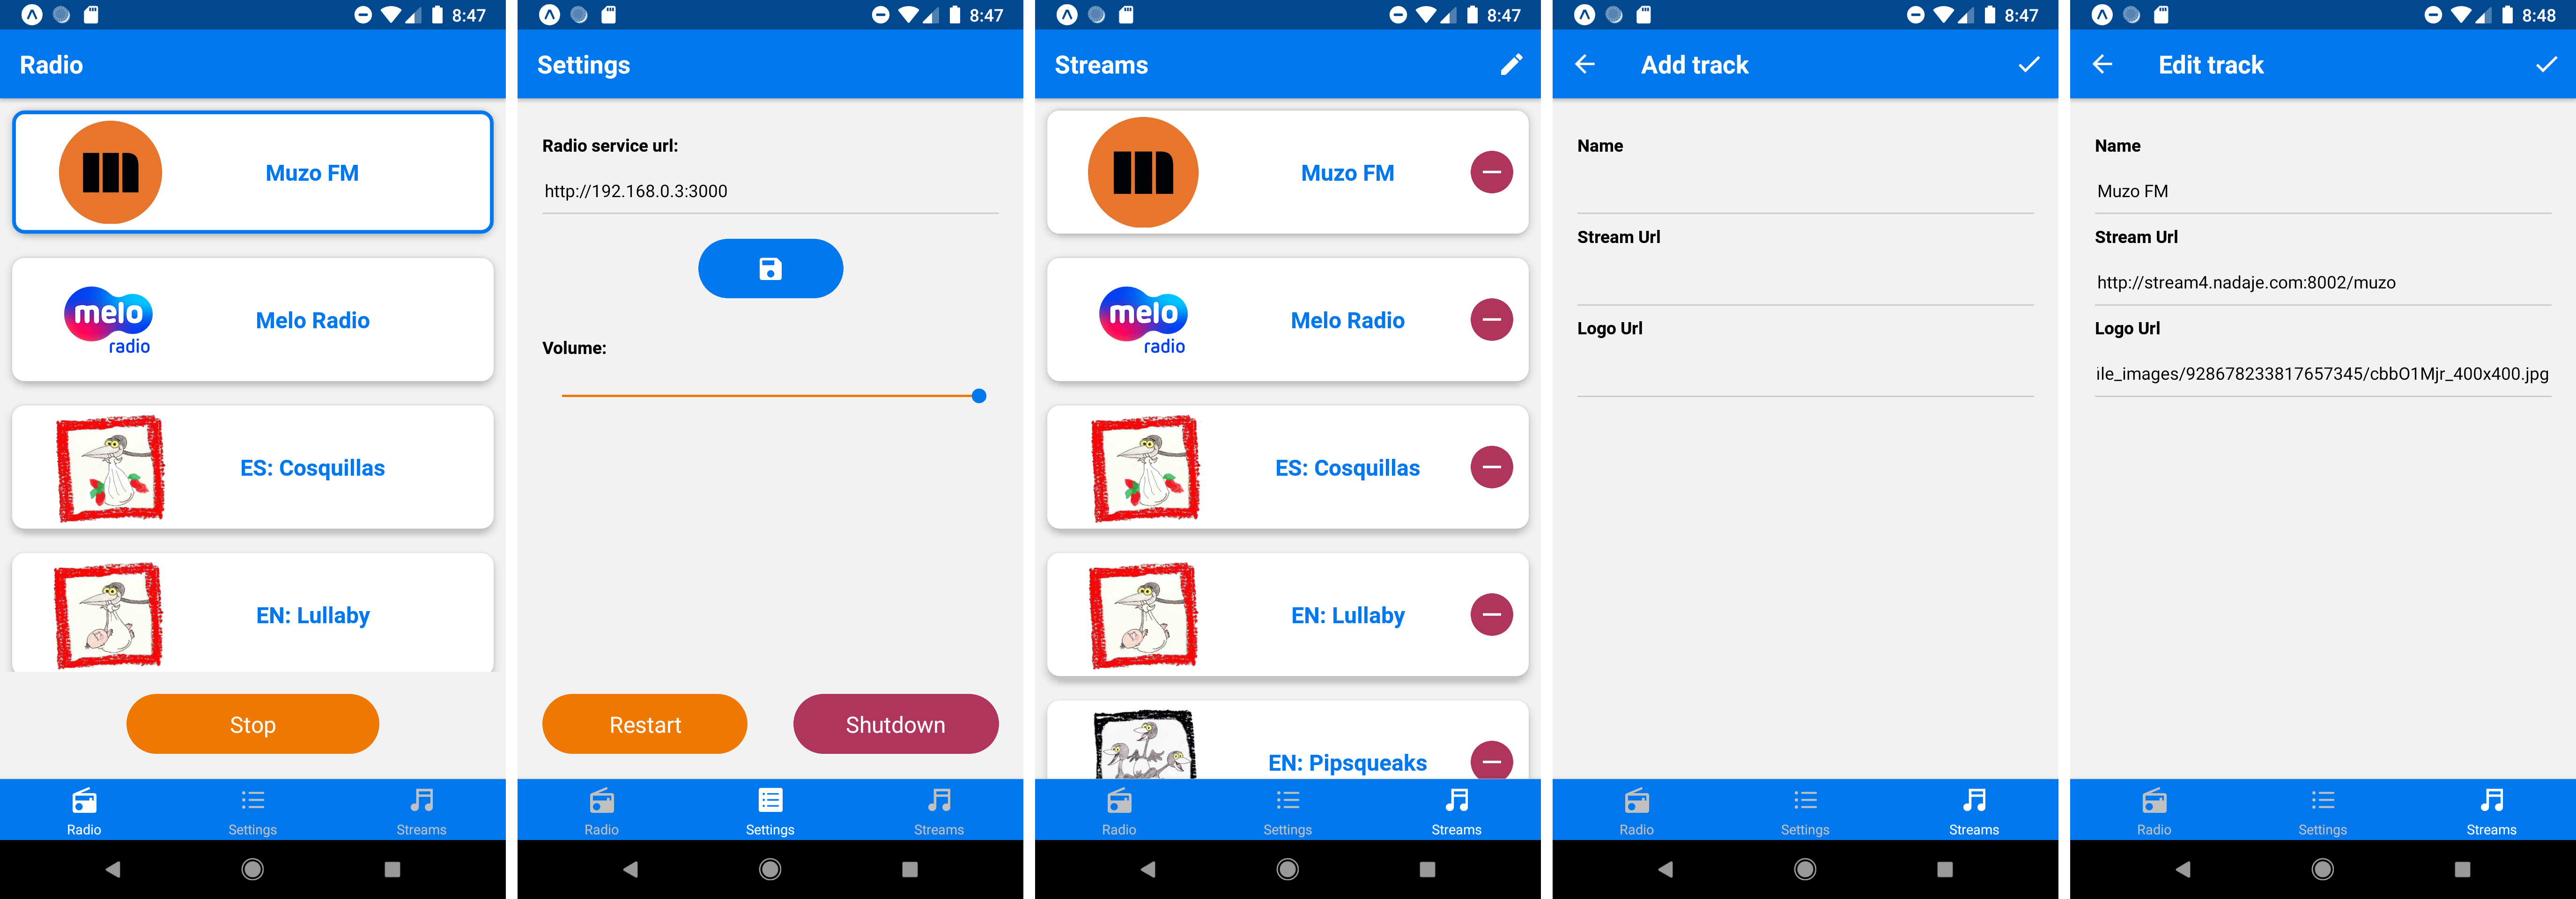 8:47
Radio
Muzo FM
melo
radio
Melo Radio
ES: Cosquillas
EN: Lullaby
Stop
Radio
Settings
Streams
8:47
Settings
Radio service url:
http://192.168.0.3:3000
Volume:
Restart
Shutdown
Radio
Settings
Streams
8:47
Streams
Muzo FM
melo
radio
Melo Radio
ES: Cosquillas
EN: Lullaby
EN: Pipsqueaks
Radio
Settings
Streams
8:47
Add track
Name
Stream Url
Logo Url
Radio
Settings
Streams
8:48
Edit track
Name
Muzo FM
Stream Url
http://stream4.nadaje.com:8002/muzo
Logo Url
ile_images/928678233817657345/cbbO1Mjr_400x400.jpg
Radio
Settings
Streams